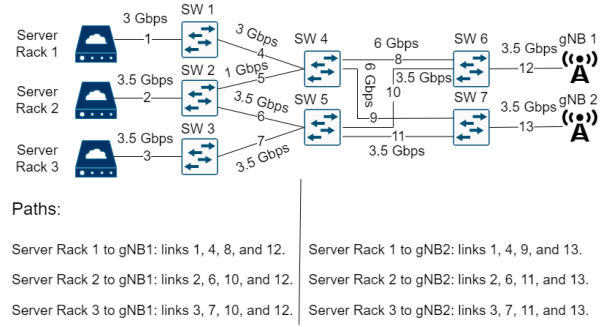 SW 1
3 Gbps
gNB 1
Server
Rack 1
1
3 Gbps
4
SW 4
6 Gbps
8
SW 6
3.5 Gbps
12
SW 2
1 Gbps
5
6 Gbps
3.5 Gbps
10
Server
Rack 2
3.5 Gbps
2
3.5 Gbps
6
SW 5
9
SW 7
3.5 Gbps
13
gNB 2
SW 3
Server
Rack 3
3.5 Gbps
3
7
3.5 Gbps
11
3.5 Gbps
Paths:
Server Rack 1 to gNB1: links 1, 4, 8, and 12.
Server Rack 2 to gNB1: links 2, 6, 10, and 12.
Server Rack 3 to gNB1: links 3, 7, 10, and 12.
Server Rack 1 to gNB2: links 1, 4, 9, and 13.
Server Rack 2 to gNB2: links 2, 6, 11, and 13.
Server Rack 3 to gNB2: links 3, 7, 11, and 13.